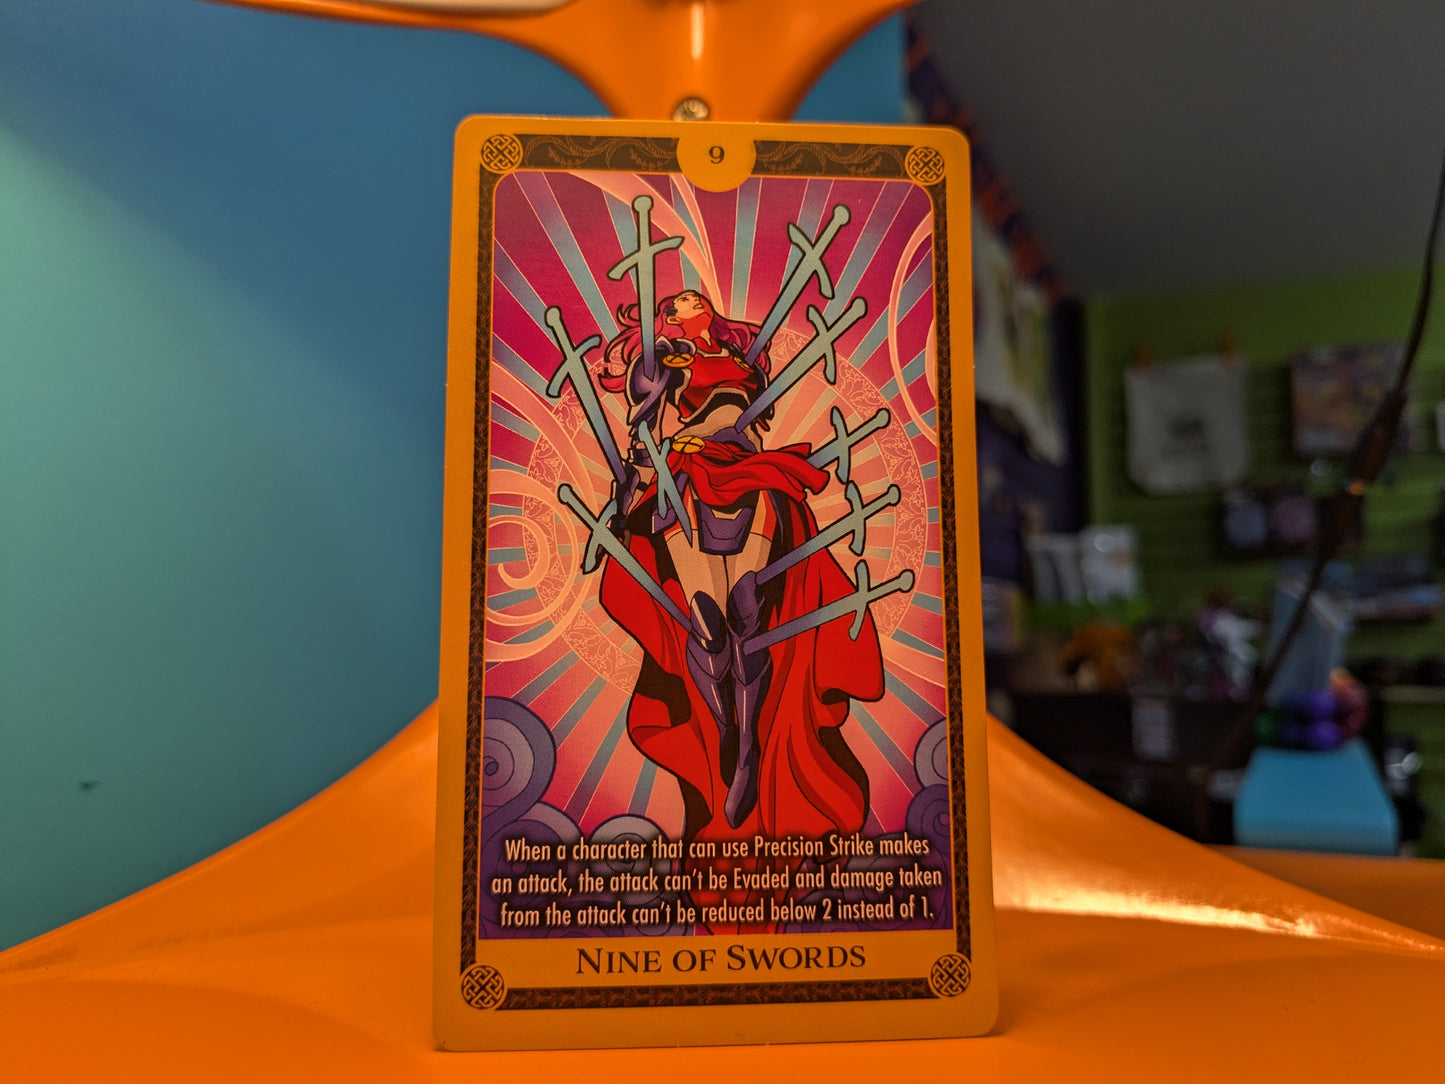 9
When a character that can use Precision Strike makes
an attack, the attack can't be Evaded and damage taken
from the attack can't be reduced below 2 instead of 1.
Nine of Swords